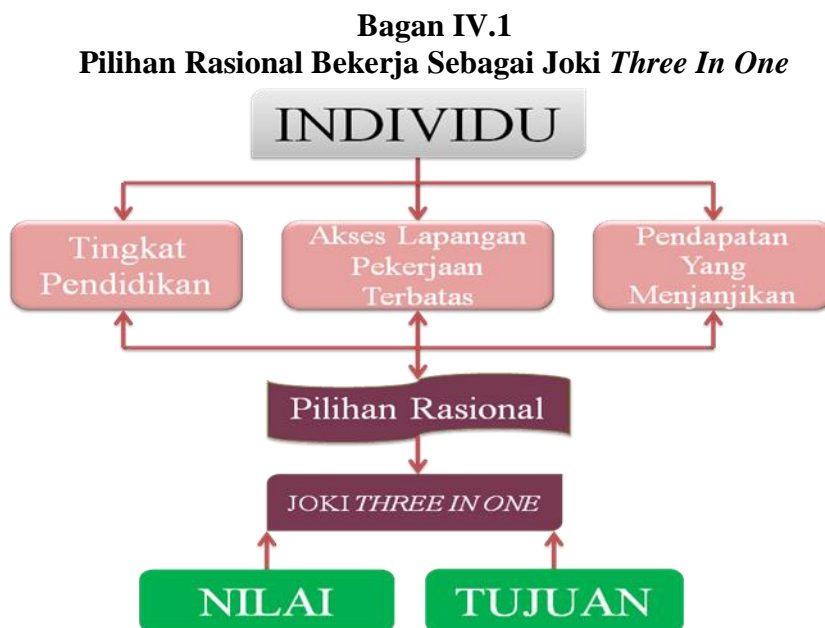 Bagan IV.1
Pilihan Rasional Bekerja Sebagai Joki Three In One
INDIVIDU
Tingkat
Pendidikan
Akses Lapangan
Pekerjaan
Terbatas
Pendapatan
Yang
Menjanjikan
Pilihan Rasional
JOKI THREE IN ONE
NILAI
TUJUAN